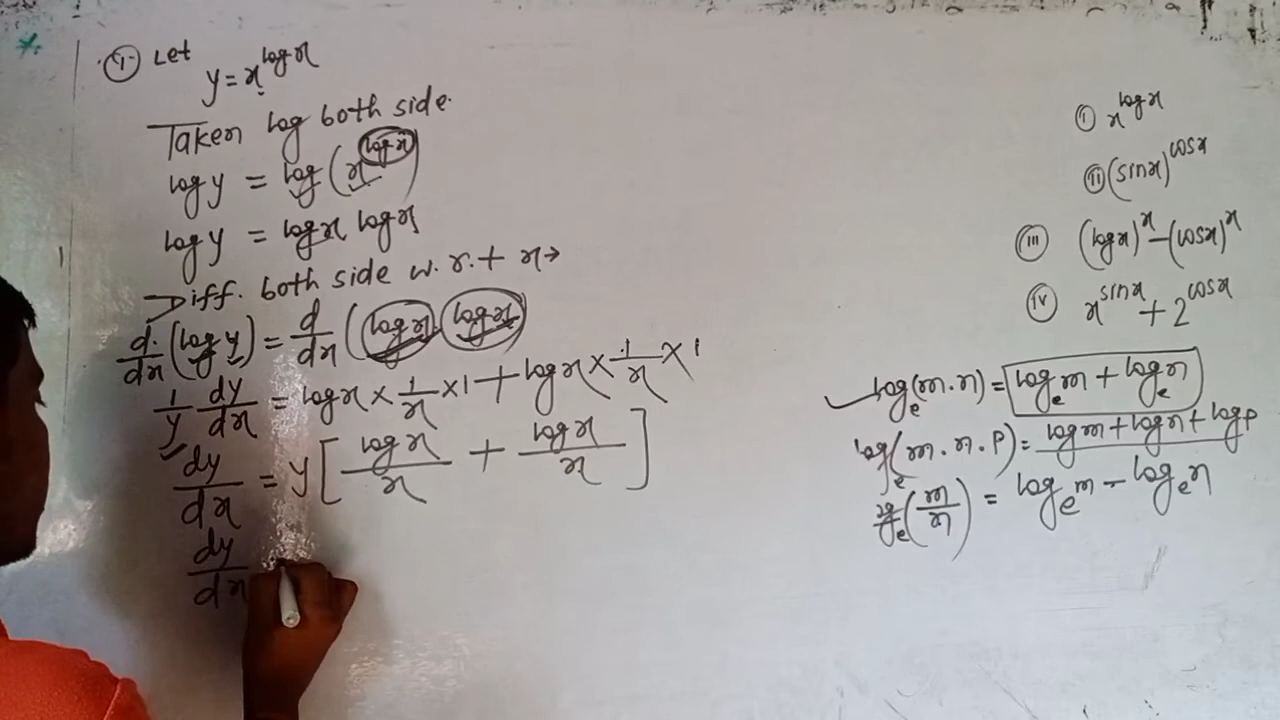 (I) Let
y = x^log x
Taken log both side.
log y = log (x^log x)
log y = log x log x
Diff. both side w.r.t x →
d/dx (log y) = d/dx (log x log x)
1/y dy/dx = log x × 1/x × 1 + log x × 1/x × 1
dy/dx = y [log x/x + log x/x]
dy/dx
(I) x^log x
(II) (sin x)^cos x
(III) (log x)^x - (cos x)^x
(IV) x^sin x + 2^cos x
log_e(m.n) = log_e m + log_e n
log_e(m.n.p) = log m + log n + log p
log_e(m/n) = log_e m - log_e n